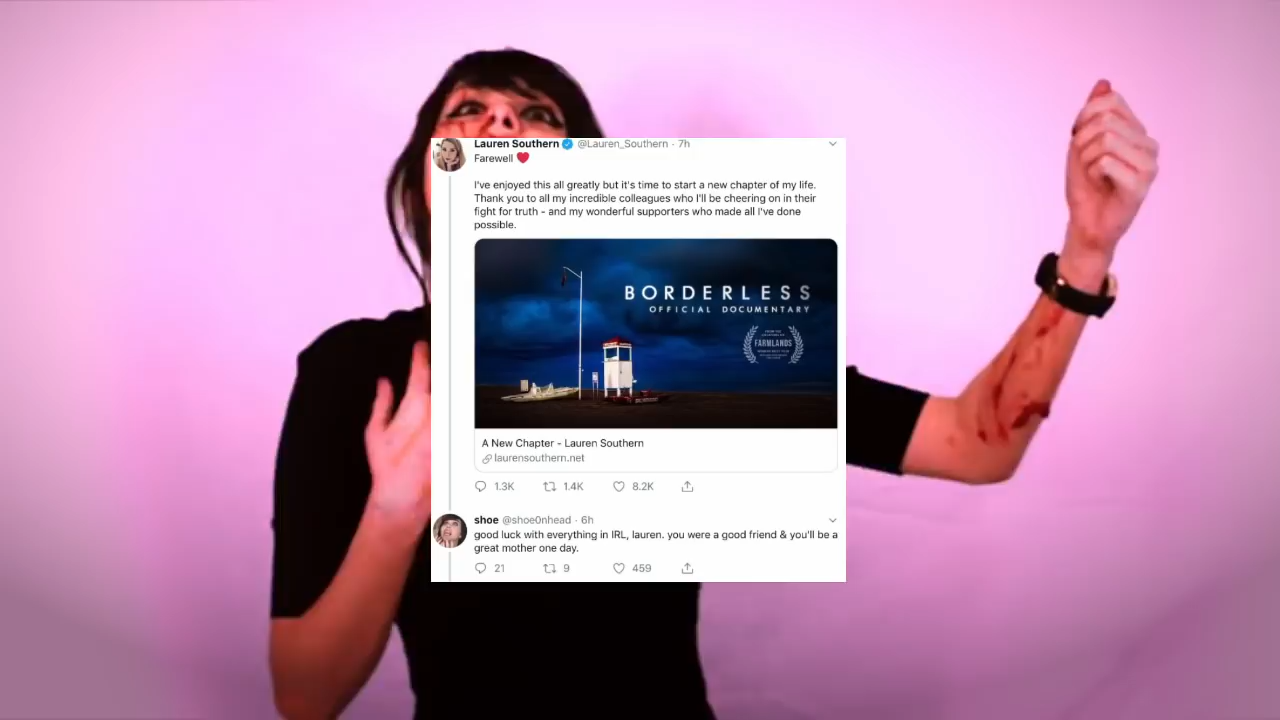 Lauren Southern @Lauren_Southern · 7h
Farewell ❤️
I've enjoyed this all greatly but it's time to start a new chapter of my life.
Thank you to all my incredible colleagues who I'll be cheering on in their
fight for truth - and my wonderful supporters who made all I've done
possible.
BORDERLESS
OFFICIAL DOCUMENTARY
FARMLANDS
A New Chapter - Lauren Southern
laurensouthern.net
1.3K 1.4K 8.2K
shoe @shoe0nhead · 6h
good luck with everything in IRL, lauren. you were a good friend & you'll be a
great mother one day.
21 9 459